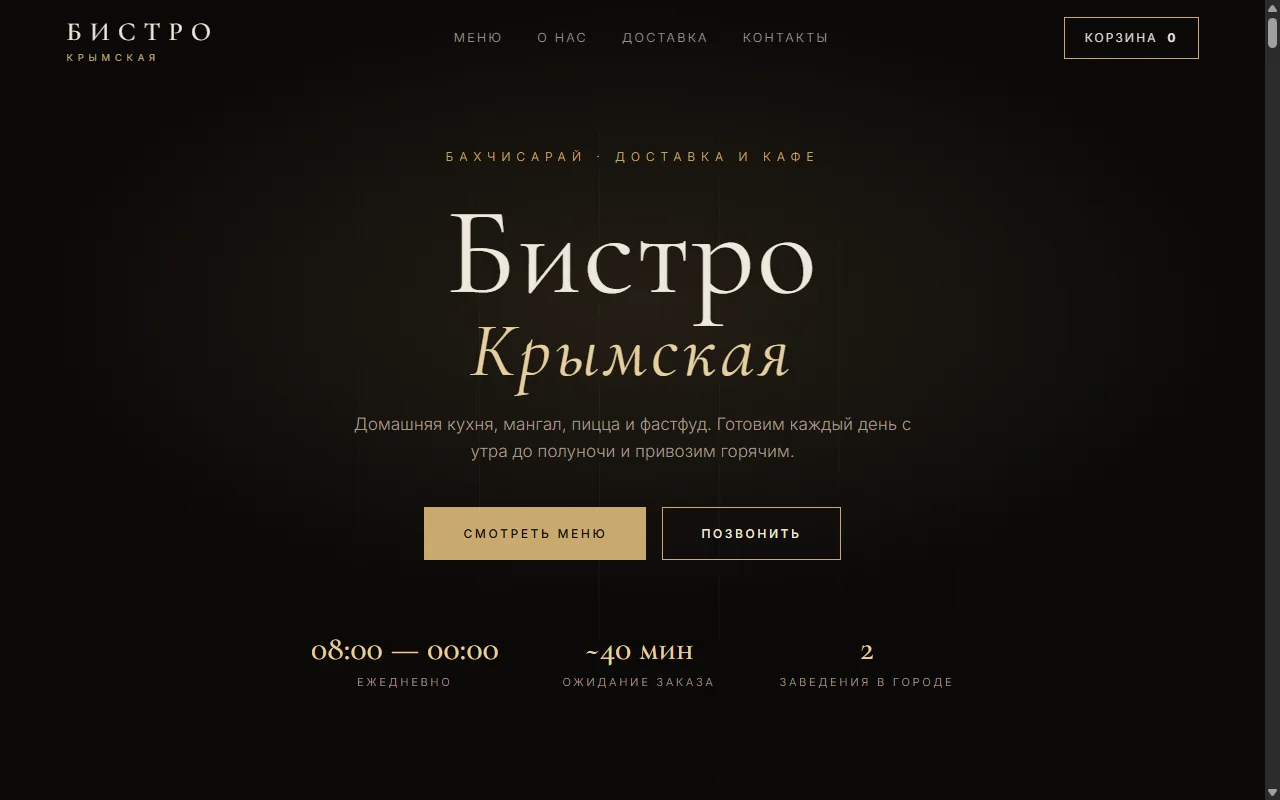 БИСТРО
КРЫМСКАЯ
МЕНЮ О НАС ДОСТАВКА КОНТАКТЫ
КОРЗИНА 0
БАХЧИСАРАЙ · ДОСТАВКА И КАФЕ
Бистро
Крымская
Домашняя кухня, мангал, пицца и фастфуд. Готовим каждый день с
утра до полуночи и привозим горячим.
СМОТРЕТЬ МЕНЮ ПОЗВОНИТЬ
08:00 — 00:00 ~40 мин 2
ЕЖЕДНЕВНО ОЖИДАНИЕ ЗАКАЗА ЗАВЕДЕНИЯ В ГОРОДЕ